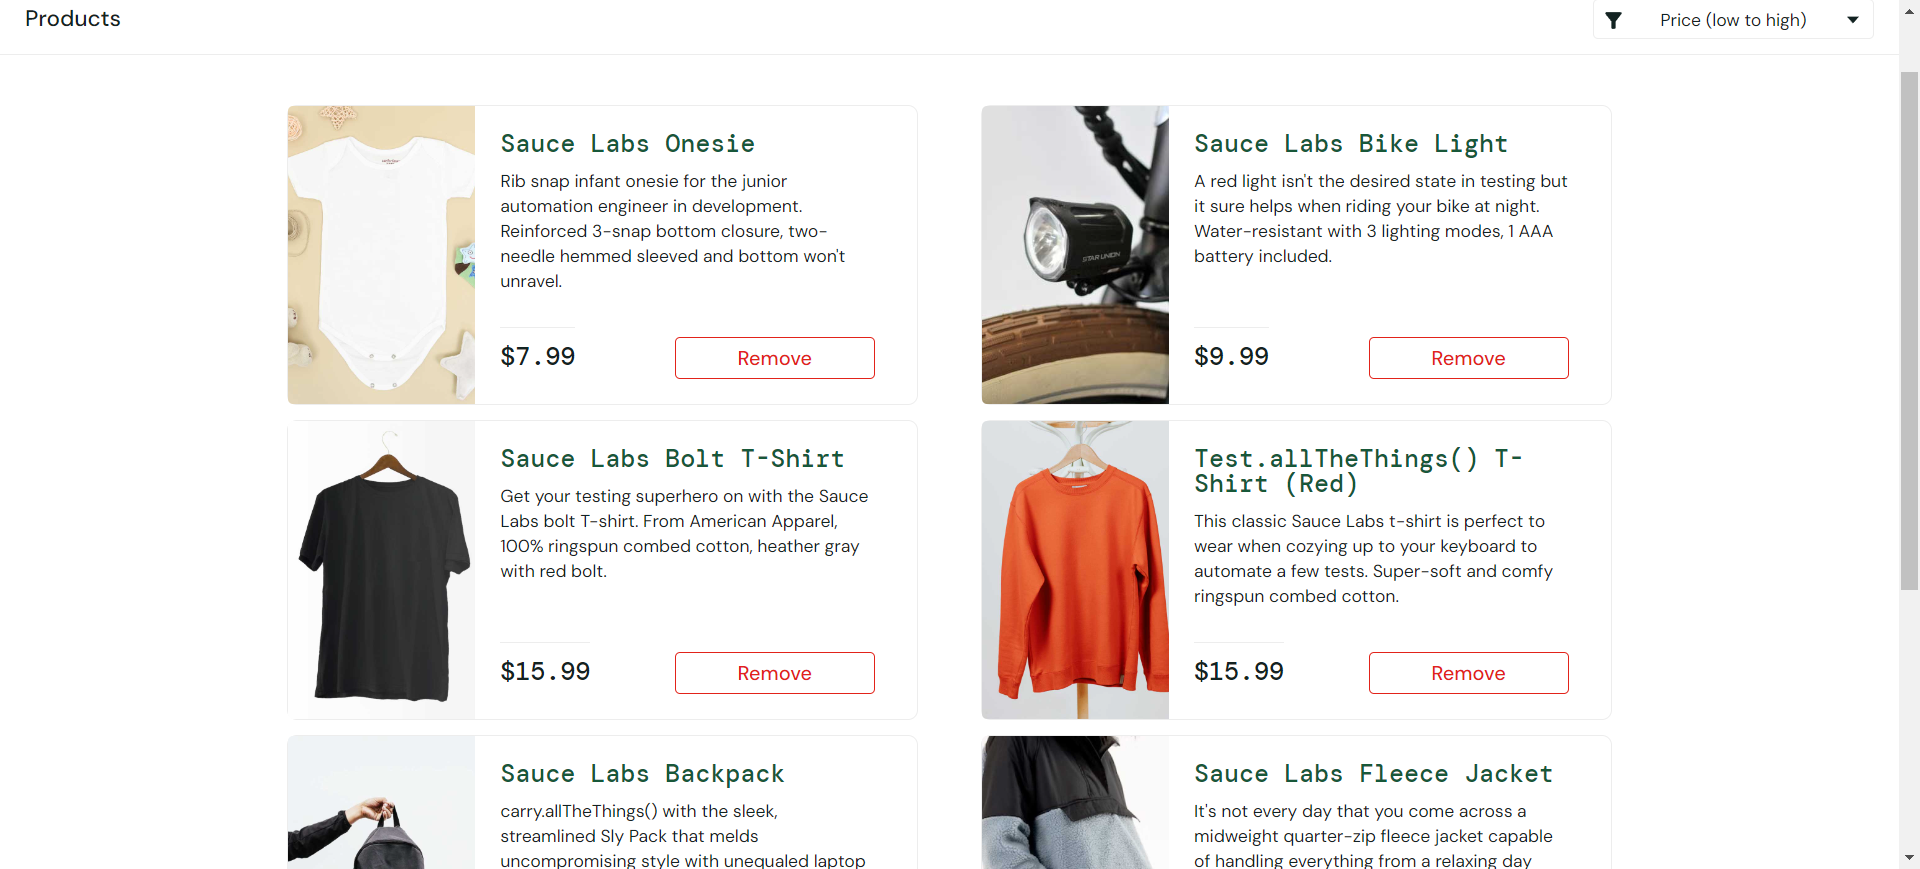 Products
Price (low to high)
Sauce Labs Onesie
Rib snap infant onesie for the junior
automation engineer in development.
Reinforced 3-snap bottom closure, two-
needle hemmed sleeved and bottom won't
unravel.
$7.99
Remove
Sauce Labs Bike Light
A red light isn't the desired state in testing but
it sure helps when riding your bike at night.
Water-resistant with 3 lighting modes, 1 AAA
battery included.
STAR UNION
$9.99
Remove
Sauce Labs Bolt T-Shirt
Get your testing superhero on with the Sauce
Labs bolt T-shirt. From American Apparel,
100% ringspun combed cotton, heather gray
with red bolt.
$15.99
Remove
Test.allTheThings() T-
Shirt (Red)
This classic Sauce Labs t-shirt is perfect to
wear when cozying up to your keyboard to
automate a few tests. Super-soft and comfy
ringspun combed cotton.
$15.99
Remove
Sauce Labs Backpack
carry.allTheThings() with the sleek,
streamlined Sly Pack that melds
uncompromising style with unequaled laptop
Sauce Labs Fleece Jacket
It's not every day that you come across a
midweight quarter-zip fleece jacket capable
of handling everything from a relaxing day